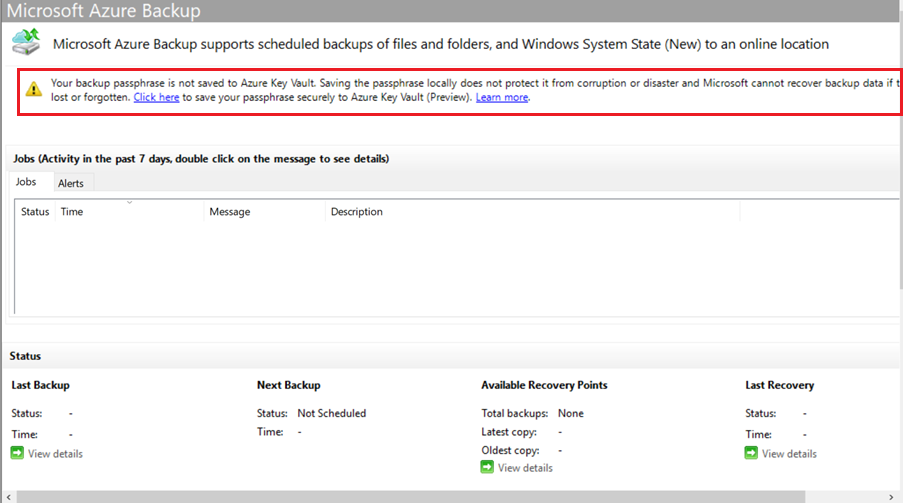 Microsoft Azure Backup
Microsoft Azure Backup supports scheduled backups of files and folders, and Windows System State (New) to an online location
Your backup passphrase is not saved to Azure Key Vault. Saving the passphrase locally does not protect it from corruption or disaster and Microsoft cannot recover backup data if
lost or forgotten. Click here to save your passphrase securely to Azure Key Vault (Preview). Learn more.
Jobs (Activity in the past 7 days, double click on the message to see details)
Jobs Alerts
Status Time Message Description
Status
Last Backup Next Backup Available Recovery Points Last Recovery
Status: - Status: Not Scheduled Total backups: None Status: -
Time: - Time: - Latest copy: - Time: -
Oldest copy: -
View details View details View details